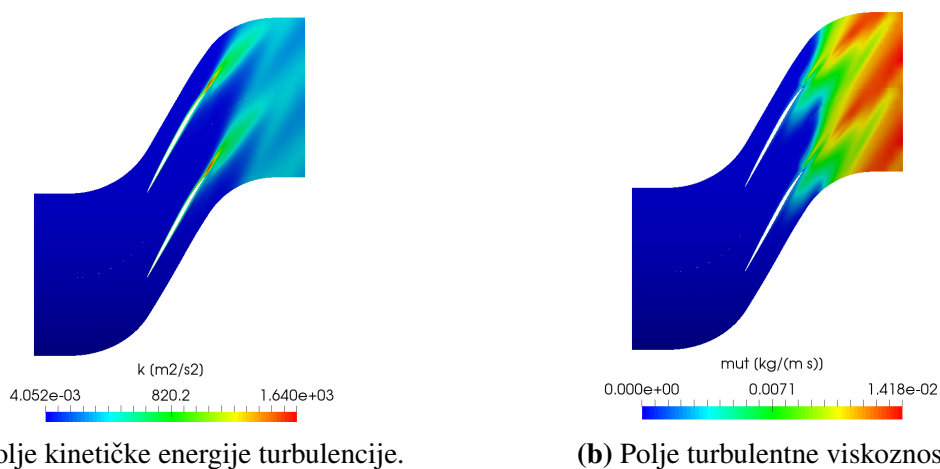 k (m2/s2)
4.052e-03 820.2 1.640e+03
olje kinetičke energije turbulencije.
mut (kg/(m s))
0.000e+00 0.0071 1.418e-02
(b) Polje turbulentne viskoznos